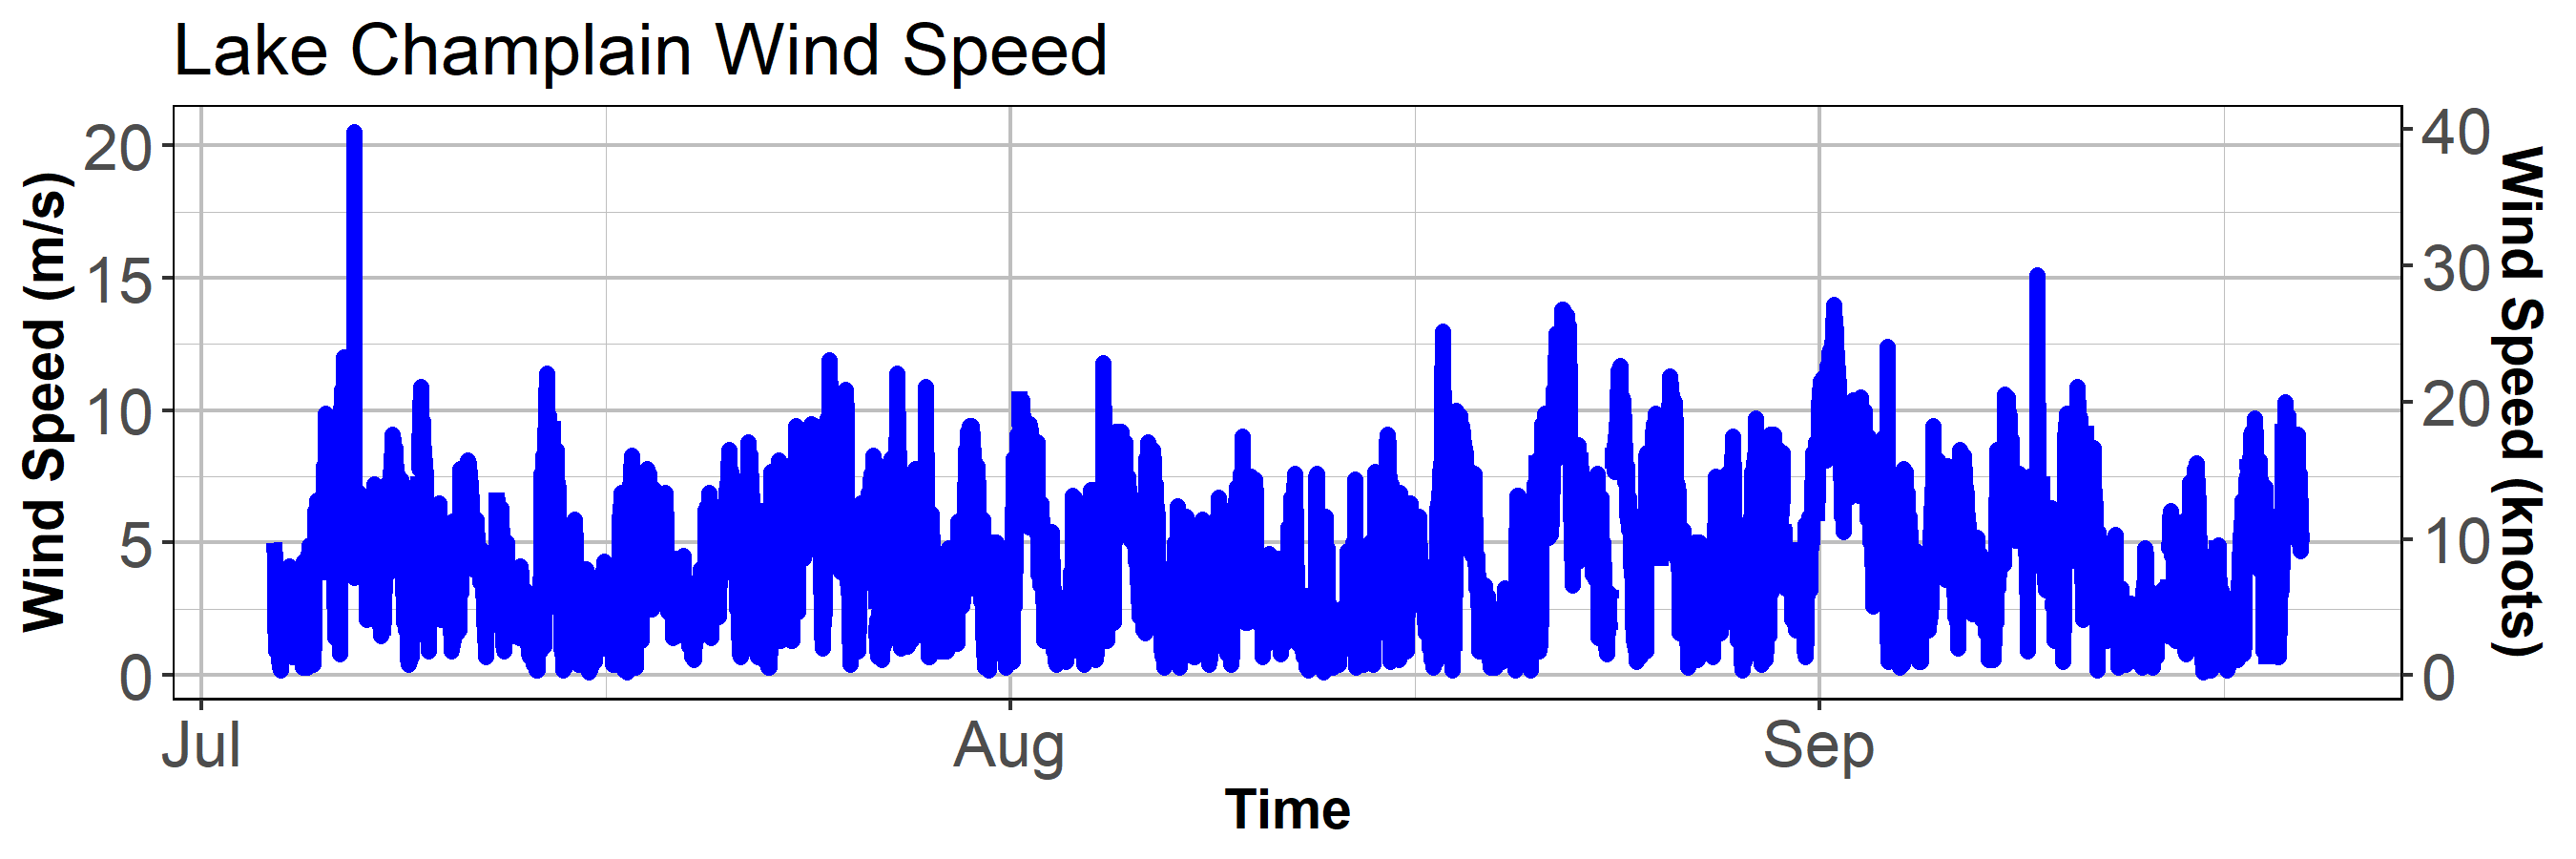 Lake Champlain Wind Speed
Wind Speed (m/s)
20
15
10
5
0
40
30
20
10
0
Wind Speed (knots)
Jul
Aug
Sep
Time